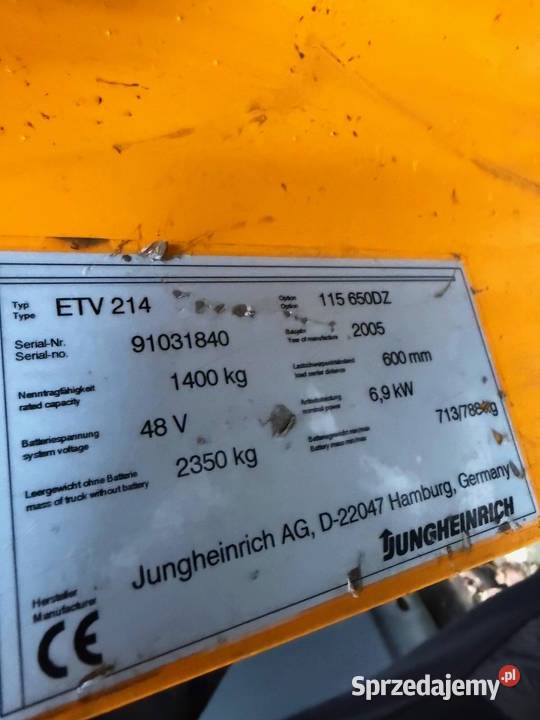 Typ
Type ETV 214
Option
Option 115 650DZ
Serial-Nr.
Serial-no. 91031840
Baujahr
Year of manufacture 2005
Nenntragfähigkeit
rated capacity 1400 kg
Lastschwerpunktabstand
load center distance 600 mm
Batteriespannung
system voltage 48 V
Antriebsleistung
nominal power 6,9 kW
Leergewicht ohne Batterie
mass of truck without battery 2350 kg
Batteriegewicht min/max
Battery mass min/max 713/788kg
Hersteller
Manufacturer Jungheinrich AG, D-22047 Hamburg, Germany
JUNGHEINRICH
CE
Sprzedajemy.pl